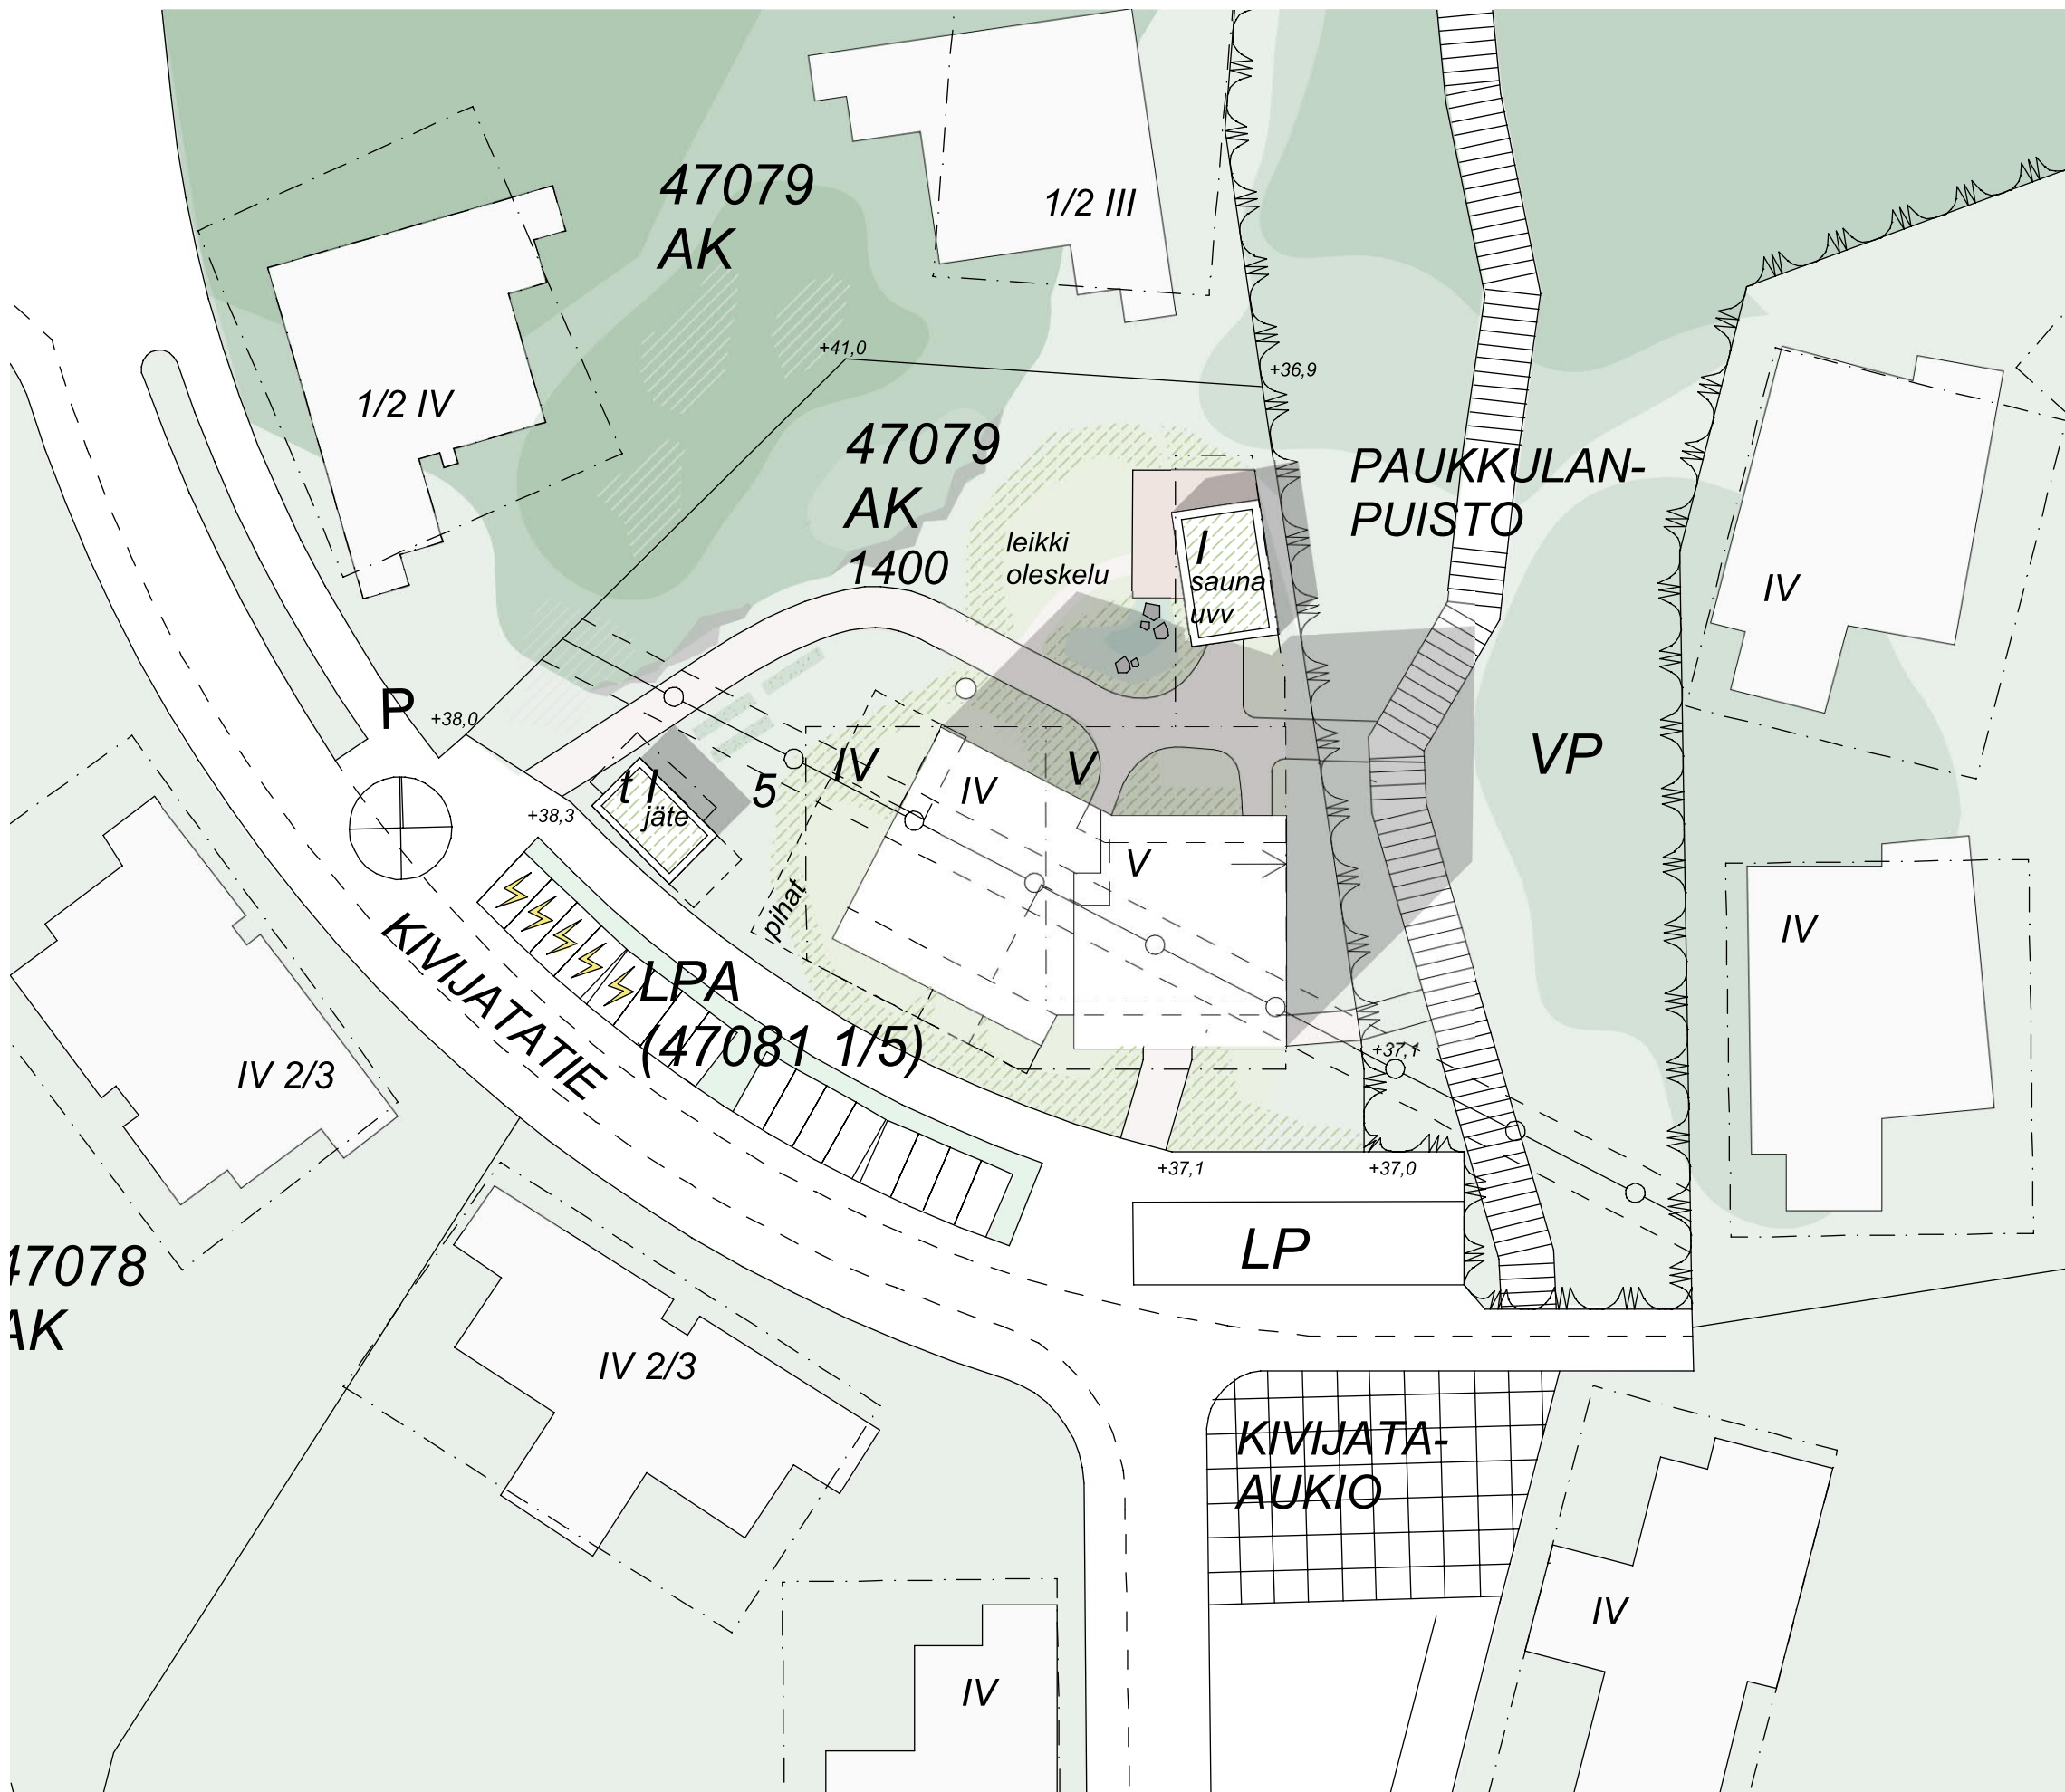 47079
AK
1/2 III
1/2 IV
+41,0
+36,9
47079
AK
1400
leikki
oleskelu
I
sauna
uvv
PAUKKULAN-
PUISTO
IV
P
+38,0
+38,3
t I
jäte
5
IV
IV
V
V
VP
pihat
IV
KIVIJATATIE
LPA
(47081 1/5)
IV 2/3
+37,1
+37,1
+37,0
LP
47078
AK
IV 2/3
KIVIJATA-
AUKIO
IV
IV